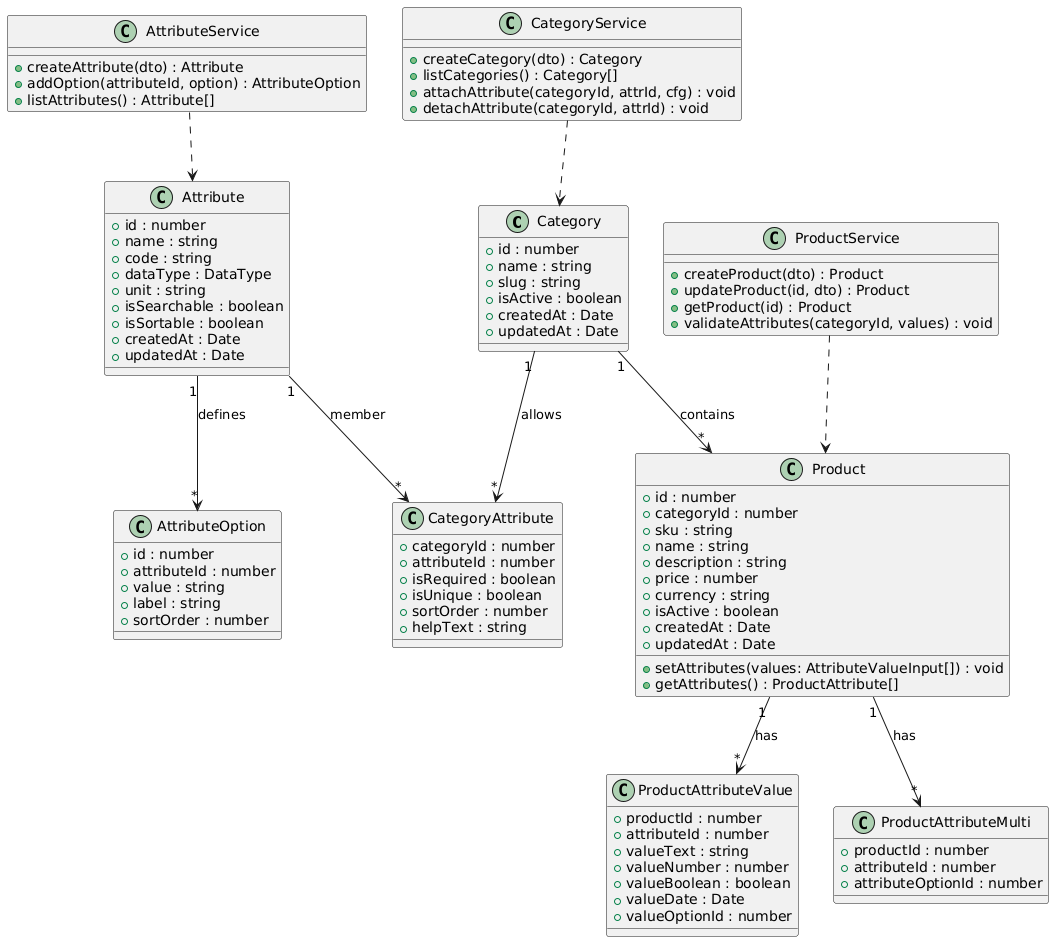 C AttributeService
createAttribute(dto) : Attribute
addOption(attributeId, option) : AttributeOption
listAttributes() : Attribute[]
C CategoryService
createCategory(dto) : Category
listCategories() : Category[]
attachAttribute(categoryId, attrId, cfg) : void
detachAttribute(categoryId, attrId) : void
C Attribute
id : number
name : string
code : string
dataType : DataType
unit : string
isSearchable : boolean
isSortable : boolean
createdAt : Date
updatedAt : Date
C Category
id : number
name : string
slug : string
isActive : boolean
createdAt : Date
updatedAt : Date
C ProductService
createProduct(dto) : Product
updateProduct(id, dto) : Product
getProduct(id) : Product
validateAttributes(categoryId, values) : void
1
defines
*
1
member
*
1
allows
*
1
contains
*
C AttributeOption
id : number
attributeId : number
value : string
label : string
sortOrder : number
C CategoryAttribute
categoryId : number
attributeId : number
isRequired : boolean
isUnique : boolean
sortOrder : number
helpText : string
C Product
id : number
categoryId : number
sku : string
name : string
description : string
price : number
currency : string
isActive : boolean
createdAt : Date
updatedAt : Date
setAttributes(values: AttributeValueInput[]) : void
getAttributes() : ProductAttribute[]
1
has
*
1
has
*
C ProductAttributeValue
productId : number
attributeId : number
valueText : string
valueNumber : number
valueBoolean : boolean
valueDate : Date
valueOptionId : number
C ProductAttributeMulti
productId : number
attributeId : number
attributeOptionId : number